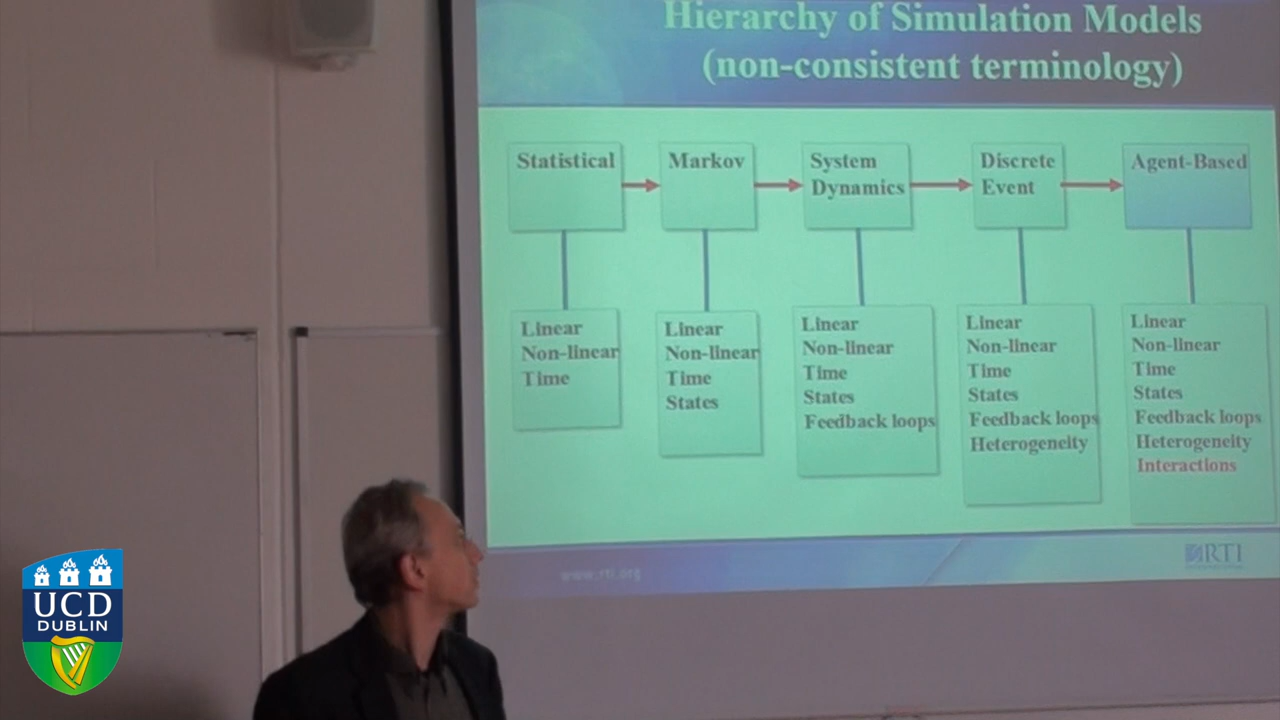 Hierarchy of Simulation Models
(non-consistent terminology)
Statistical
Markov
System
Dynamics
Discrete
Event
Agent-Based
Linear
Non-linear
Time
Linear
Non-linear
Time
States
Linear
Non-linear
Time
States
Feedback loops
Linear
Non-linear
Time
States
Feedback loops
Heterogeneity
Linear
Non-linear
Time
States
Feedback loops
Heterogeneity
Interactions
www.rti.org
RTI
UCD
DUBLIN